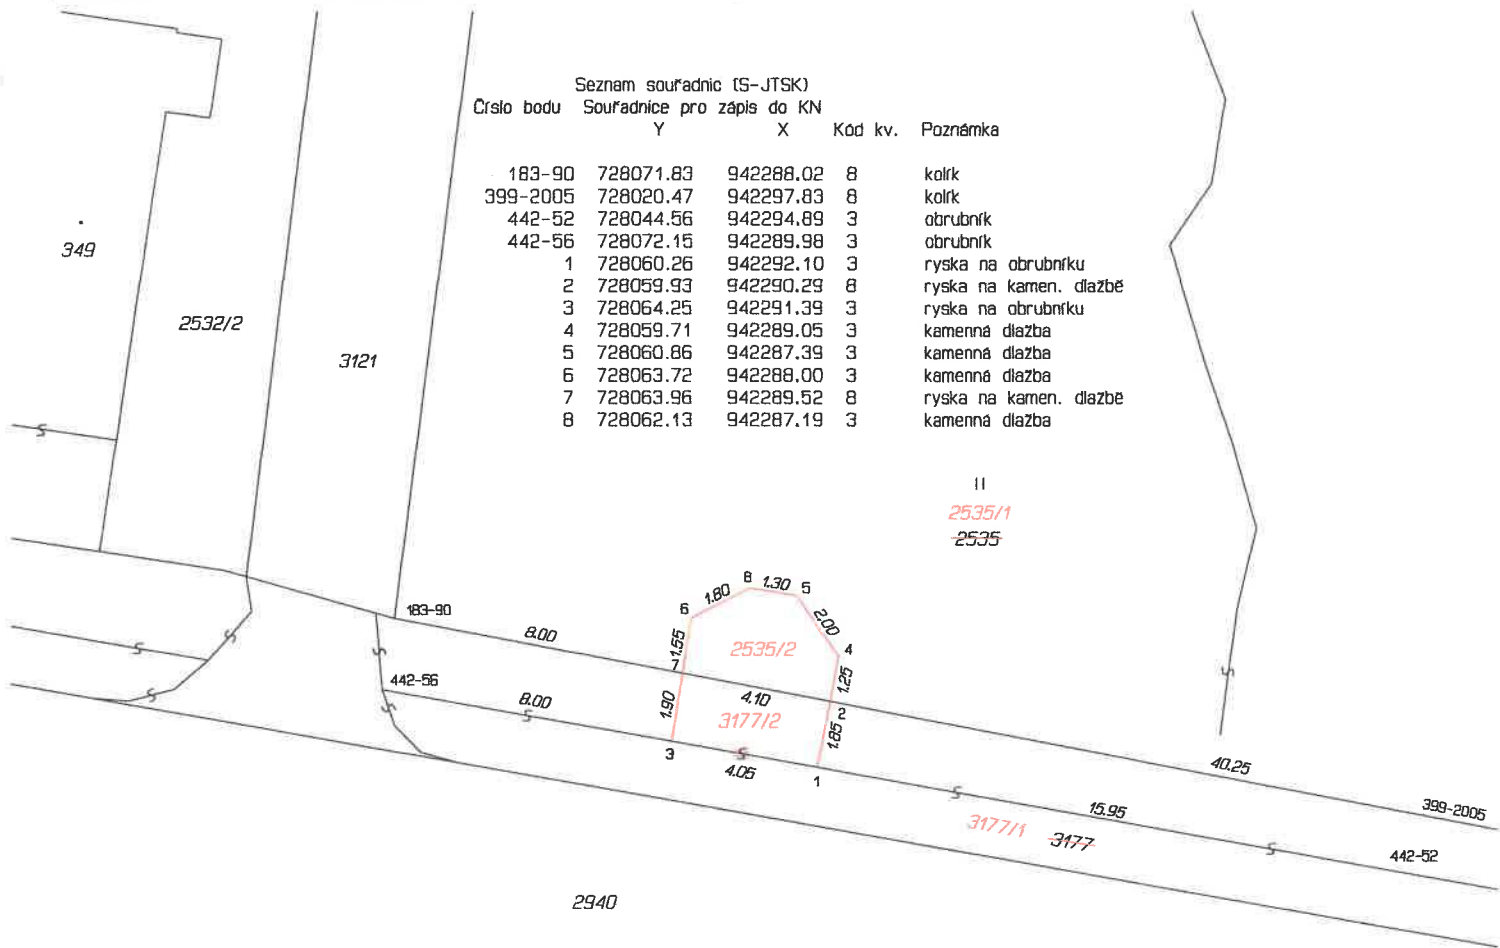 Seznam souřadnic (S-JTSK)
Číslo bodu Souřadnice pro zápis do KN
Y X Kód kv. Poznámka
183-90 728071.83 942288.02 8 kolík
399-2005 728020.47 942297.83 8 kolík
442-52 728044.56 942294.89 3 obrubník
442-56 728072.15 942289.98 3 obrubník
1 728060.26 942292.10 3 ryska na obrubníku
2 728059.93 942290.29 8 ryska na kamen. dlažbě
3 728064.25 942291.39 3 ryska na obrubníku
4 728059.71 942289.05 3 kamenná dlažba
5 728060.86 942287.39 3 kamenná dlažba
6 728063.72 942288.00 3 kamenná dlažba
7 728063.96 942289.52 8 ryska na kamen. dlažbě
8 728062.13 942287.19 3 kamenná dlažba
349
2532/2
3121
2535/1
2535
183-90
8.00
6
1.80
8
1.30
5
2.00
4
1.55
2535/2
1.25
7
4.10
2
442-56
8.00
1.90
3177/2
1.85
3
4.05
1
40.25
399-2005
15.95
3177/1 3177
442-52
2940